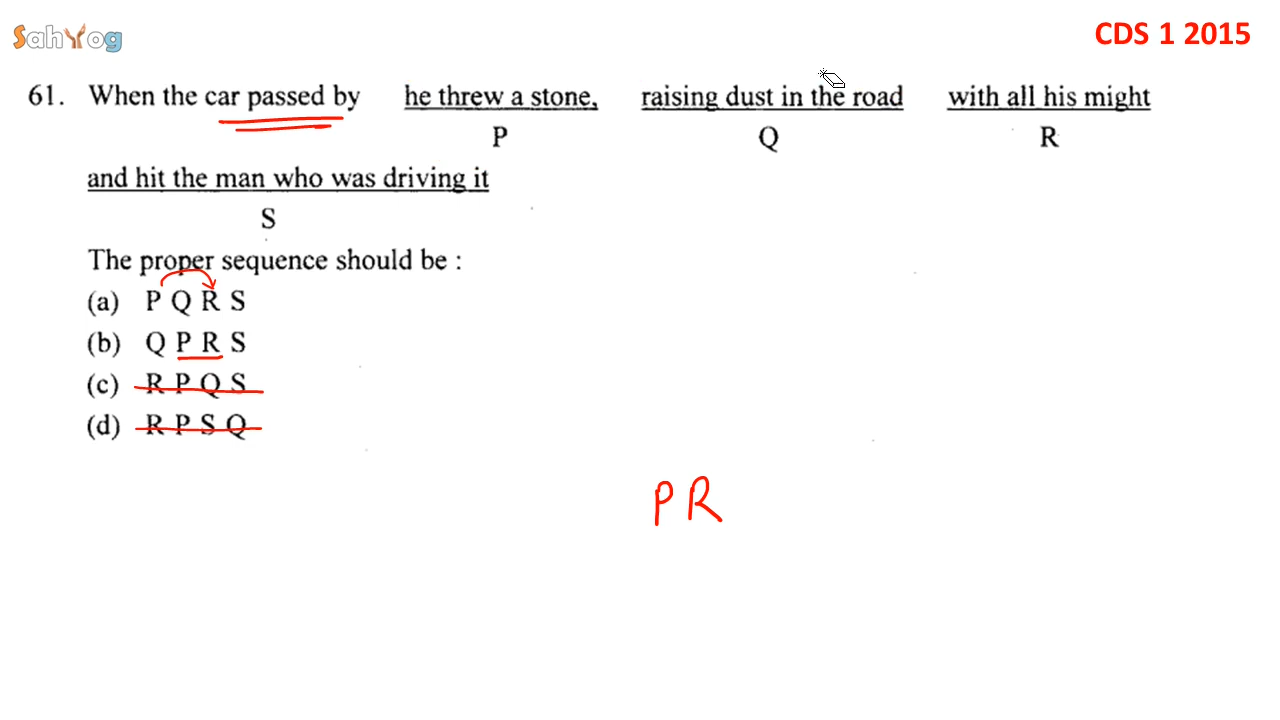 SahYog
CDS 1 2015
61. When the car passed by he threw a stone, raising dust in the road with all his might
P Q R
and hit the man who was driving it
S
The proper sequence should be :
(a) P Q R S
(b) Q P R S
(c) R P Q S
(d) R P S Q
P R